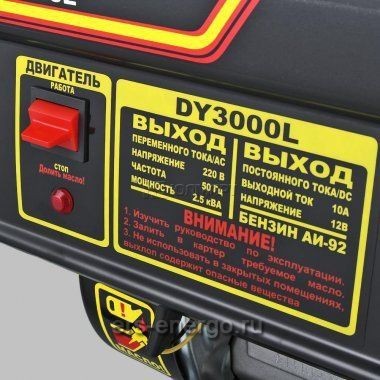 ДВИГАТЕЛЬ
РАБОТА
СТОП
Долить масло!
DY3000L
ВЫХОД
ПЕРЕМЕННОГО ТОКА/AC
НАПРЯЖЕНИЕ 220 В
ЧАСТОТА 50 Гц
МОЩНОСТЬ 2.5 кВА
ВЫХОД
ПОСТОЯННОГО ТОКА/DC
ВЫХОДНОЙ ТОК 10А
НАПРЯЖЕНИЕ 12В
БЕНЗИН АИ-92
ВНИМАНИЕ!
1. Изучить руководство по эксплуатации.
2. Залить в картер требуемое масло.
3. Не использовать в закрытых помещениях,
выхлоп содержит опасные вещества
МАСЛО